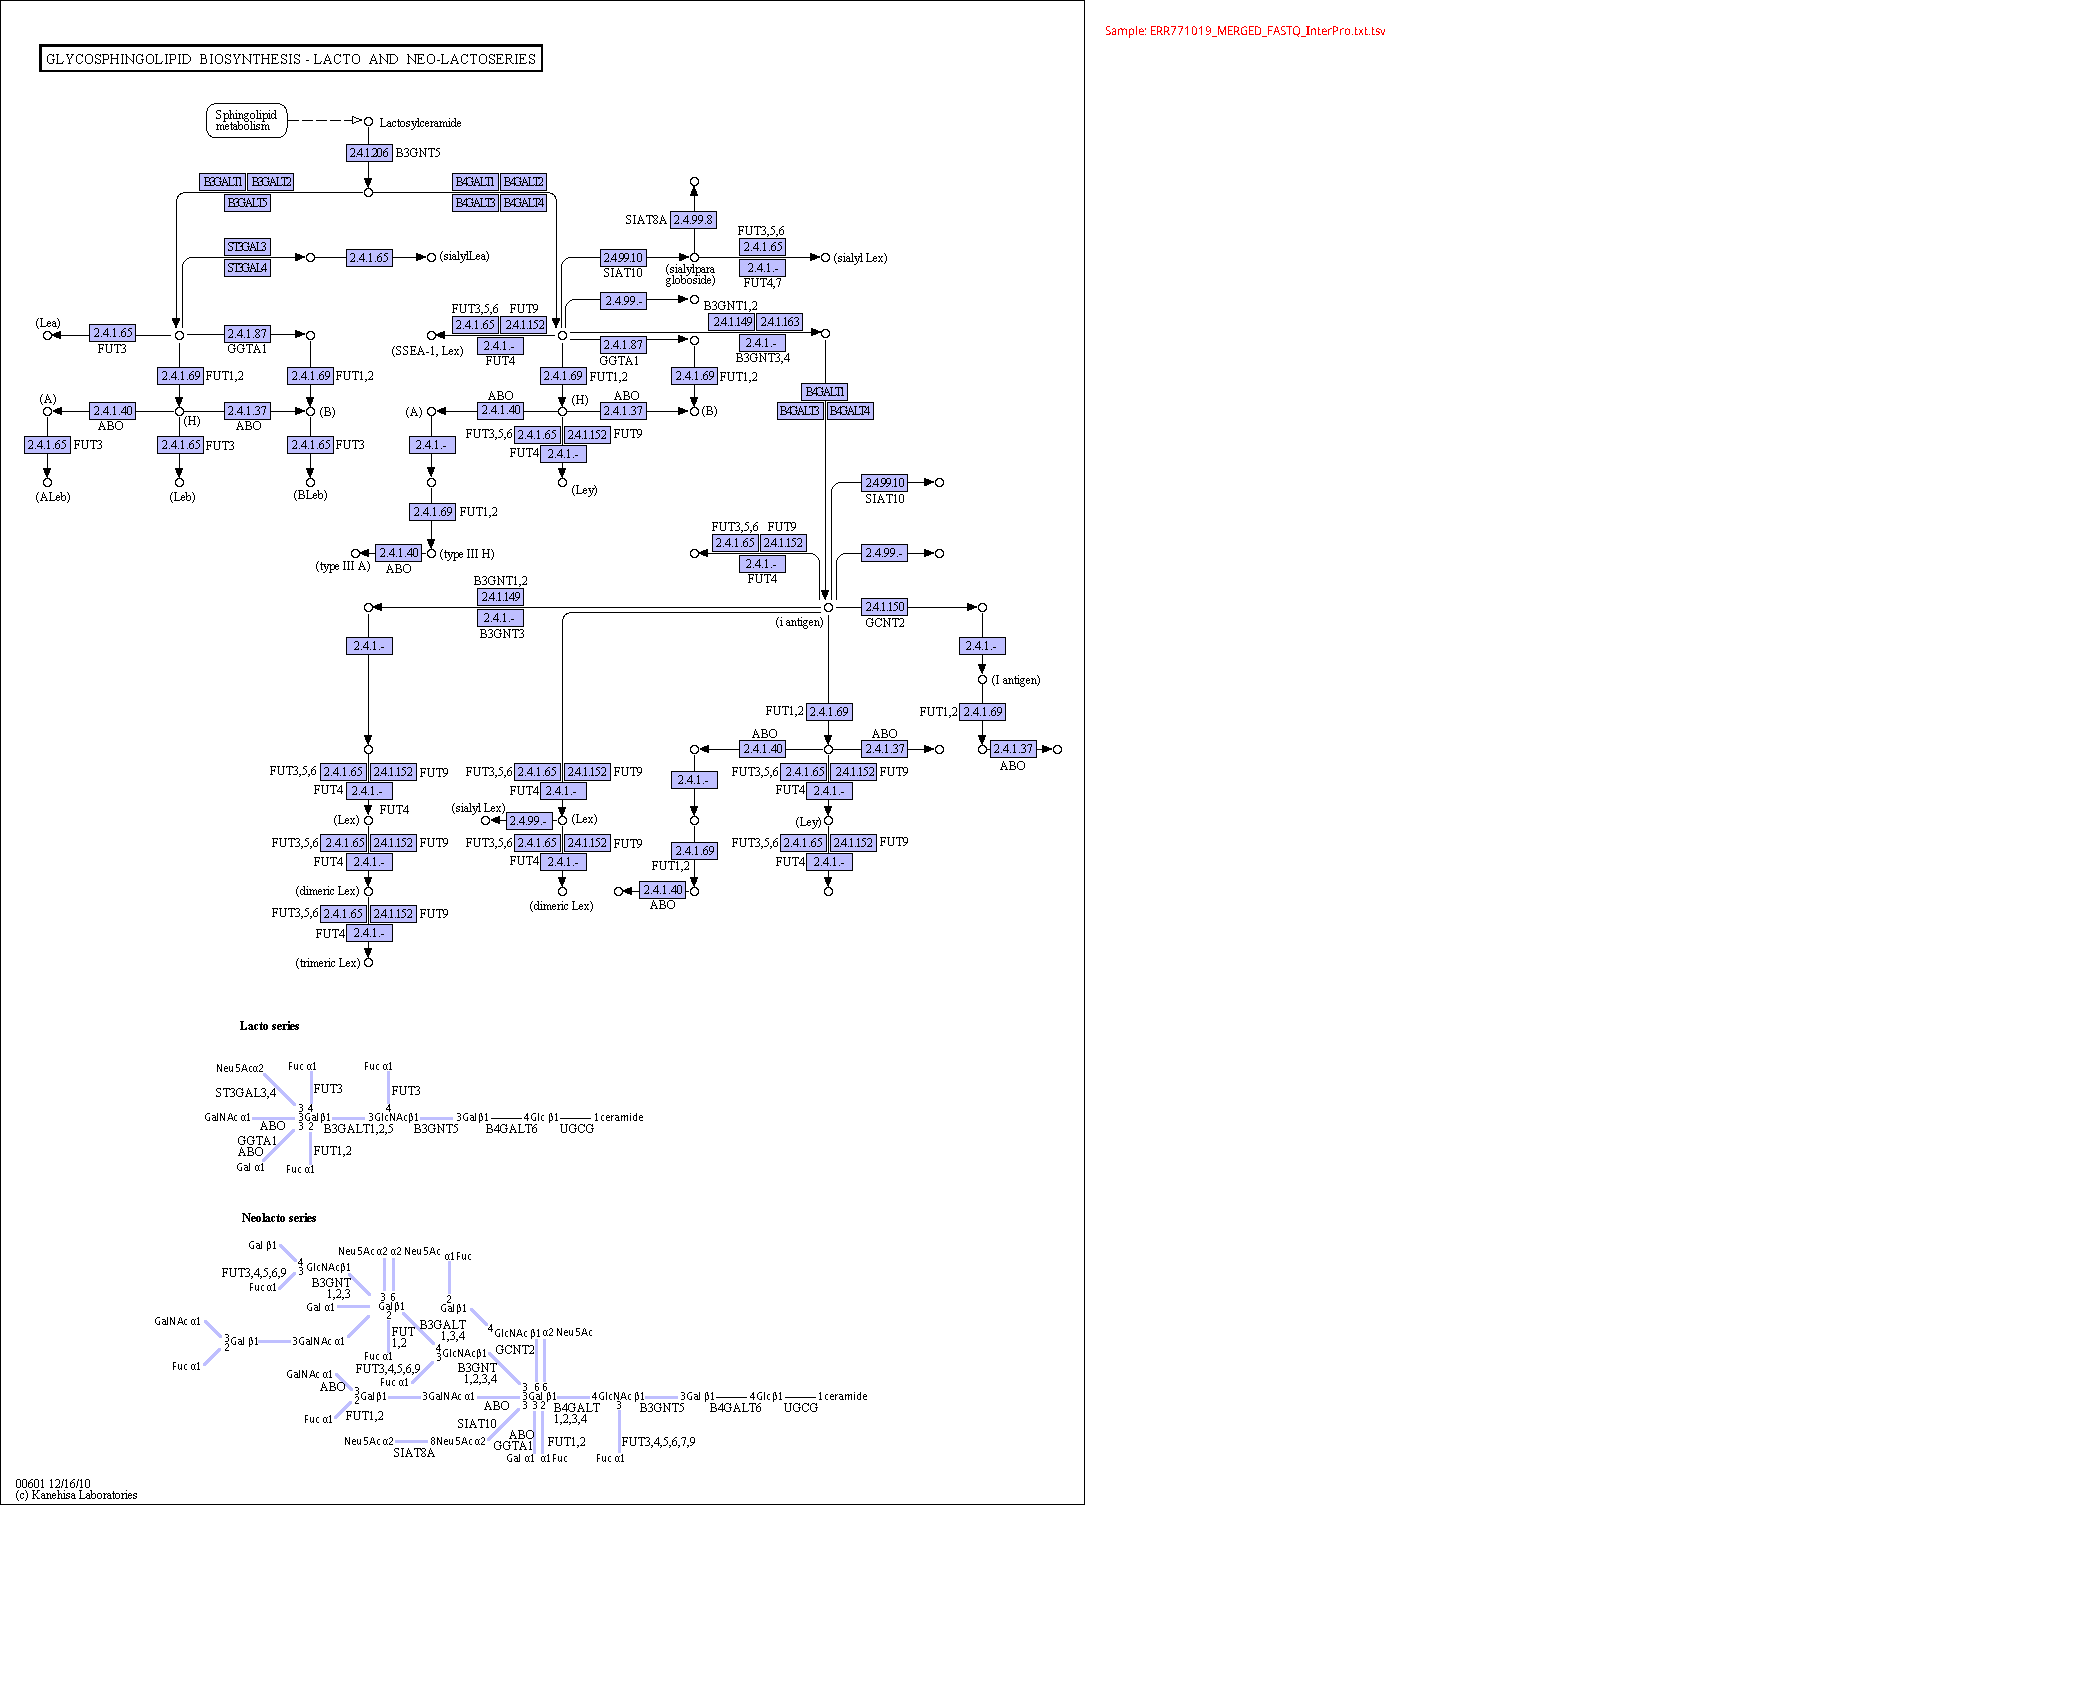 Sample: ERR771019_MERGED_FASTQ_InterPro.txt.tsv
GLYCOSPHINGOLIPID BIOSYNTHESIS - LACTO AND NEO-LACTOSERIES
Sphingolipid
metabolism
Lactosylceramide
2.4.1.206 B3GNT5
B3GALT1 B3GALT2
B3GALT5
B4GALT1 B4GALT2
B4GALT3 B4GALT4
SIAT8A 2.4.99.8
FUT3,5,6
ST3GAL3
ST3GAL4
2.4.1.65 (sialylLea)
2.4.99.10
SIAT10
(sialylpara
globoside)
2.4.1.65
2.4.1.-
FUT4,7
(sialyl Lex)
2.4.99.-
B3GNT1,2
(Lea) 2.4.1.65
FUT3
2.4.1.87
GGTA1
FUT3,5,6 FUT9
2.4.1.65 2.4.1.152
(SSEA-1, Lex) 2.4.1.-
FUT4
2.4.1.87
GGTA1
2.4.1.149 2.4.1.163
2.4.1.-
B3GNT3,4
2.4.1.69 FUT1,2
2.4.1.69 FUT1,2
2.4.1.69 FUT1,2
2.4.1.69 FUT1,2
B4GALT1
B4GALT3 B4GALT4
(A) 2.4.1.40
ABO
(H)
2.4.1.37
ABO
(B)
(A)
ABO
2.4.1.40
(H)
ABO
2.4.1.37
(B)
2.4.1.65 FUT3
2.4.1.65 FUT3
2.4.1.65 FUT3
2.4.1.-
FUT3,5,6 2.4.1.65 2.4.1.152 FUT9
FUT4 2.4.1.-
(ALeb) (Leb) (BLeb) (Ley)
2.4.99.10
SIAT10
2.4.1.69 FUT1,2
FUT3,5,6 FUT9
2.4.1.65 2.4.1.152
2.4.1.-
FUT4
2.4.99.-
(type III A) 2.4.1.40
ABO
(type III H)
B3GNT1,2
2.4.1.149
2.4.1.-
B3GNT3
(i antigen)
2.4.1.150
GCNT2
2.4.1.-
2.4.1.-
(I antigen)
FUT1,2 2.4.1.69
FUT1,2 2.4.1.69
ABO
2.4.1.40
ABO
2.4.1.37
2.4.1.37
ABO
FUT3,5,6 2.4.1.65 2.4.1.152 FUT9
FUT4 2.4.1.-
FUT4
FUT3,5,6 2.4.1.65 2.4.1.152 FUT9
FUT4 2.4.1.-
2.4.1.-
FUT3,5,6 2.4.1.65 2.4.1.152 FUT9
FUT4 2.4.1.-
(Lex)
(sialyl Lex)
2.4.99.-
(Lex)
(Ley)
FUT3,5,6 2.4.1.65 2.4.1.152 FUT9
FUT4 2.4.1.-
FUT3,5,6 2.4.1.65 2.4.1.152 FUT9
FUT4 2.4.1.-
2.4.1.69
FUT1,2
FUT3,5,6 2.4.1.65 2.4.1.152 FUT9
FUT4 2.4.1.-
(dimeric Lex)
(dimeric Lex)
2.4.1.40
ABO
FUT3,5,6 2.4.1.65 2.4.1.152 FUT9
FUT4 2.4.1.-
(trimeric Lex)
Lacto series
Neu5Acα2 Fuc α1 Fuc α1
ST3GAL3,4 FUT3 FUT3
3 4 4
GalNAc α1 3Galβ1 3GlcNAcβ1 3Galβ1 4Glc β1 1ceramide
ABO 3 2 B3GALT1,2,5 B3GNT5 B4GALT6 UGCG
GGTA1
ABO
FUT1,2
Gal α1 Fuc α1
Neolacto series
Gal β1 Neu5Ac α2 α2 Neu5Ac α1Fuc
4
3 GlcNAcβ1
FUT3,4,5,6,9
Fuc α1
B3GNT
1,2,3
3 6
Gal α1 Galβ1
2
2
Galβ1
GalNAc α1
3
2 Gal β1 3GalNAc α1
Fuc α1
FUT
1,2
Fuc α1
B3GALT
1,3,4
4 GlcNAc β1 α2 Neu5Ac
GCNT2
4
3 GlcNAcβ1
FUT3,4,5,6,9
Fuc α1
B3GNT
1,2,3,4
GalNAc α1
ABO 3
2 Galβ1 3GalNAc α1
FUT1,2
Fuc α1
ABO
3 6 6
3Gal β1 4GlcNAc β1 3Gal β1 4Glcβ1 1ceramide
3 3 2 B4GALT 3 B3GNT5 B4GALT6 UGCG
1,2,3,4
SIAT10
Neu5Ac α2 8Neu5Ac α2
SIAT8A
ABO
GGTA1
FUT1,2
FUT3,4,5,6,7,9
Gal α1 α1Fuc Fuc α1
00601 12/16/10
(c) Kanehisa Laboratories